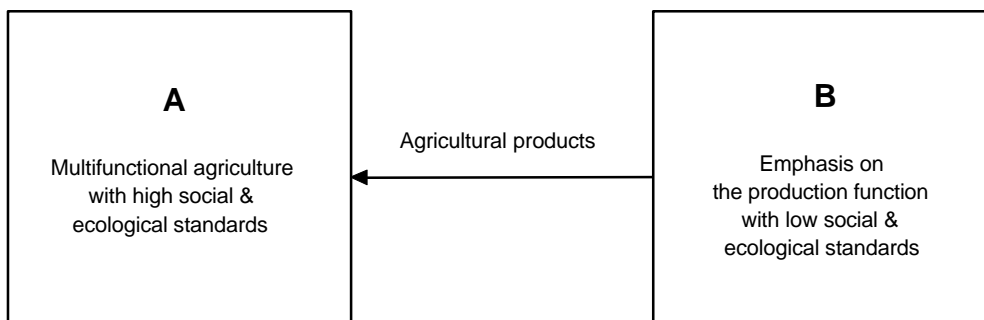 A
Multifunctional agriculture
with high social &
ecological standards
Agricultural products
B
Emphasis on
the production function
with low social &
ecological standards